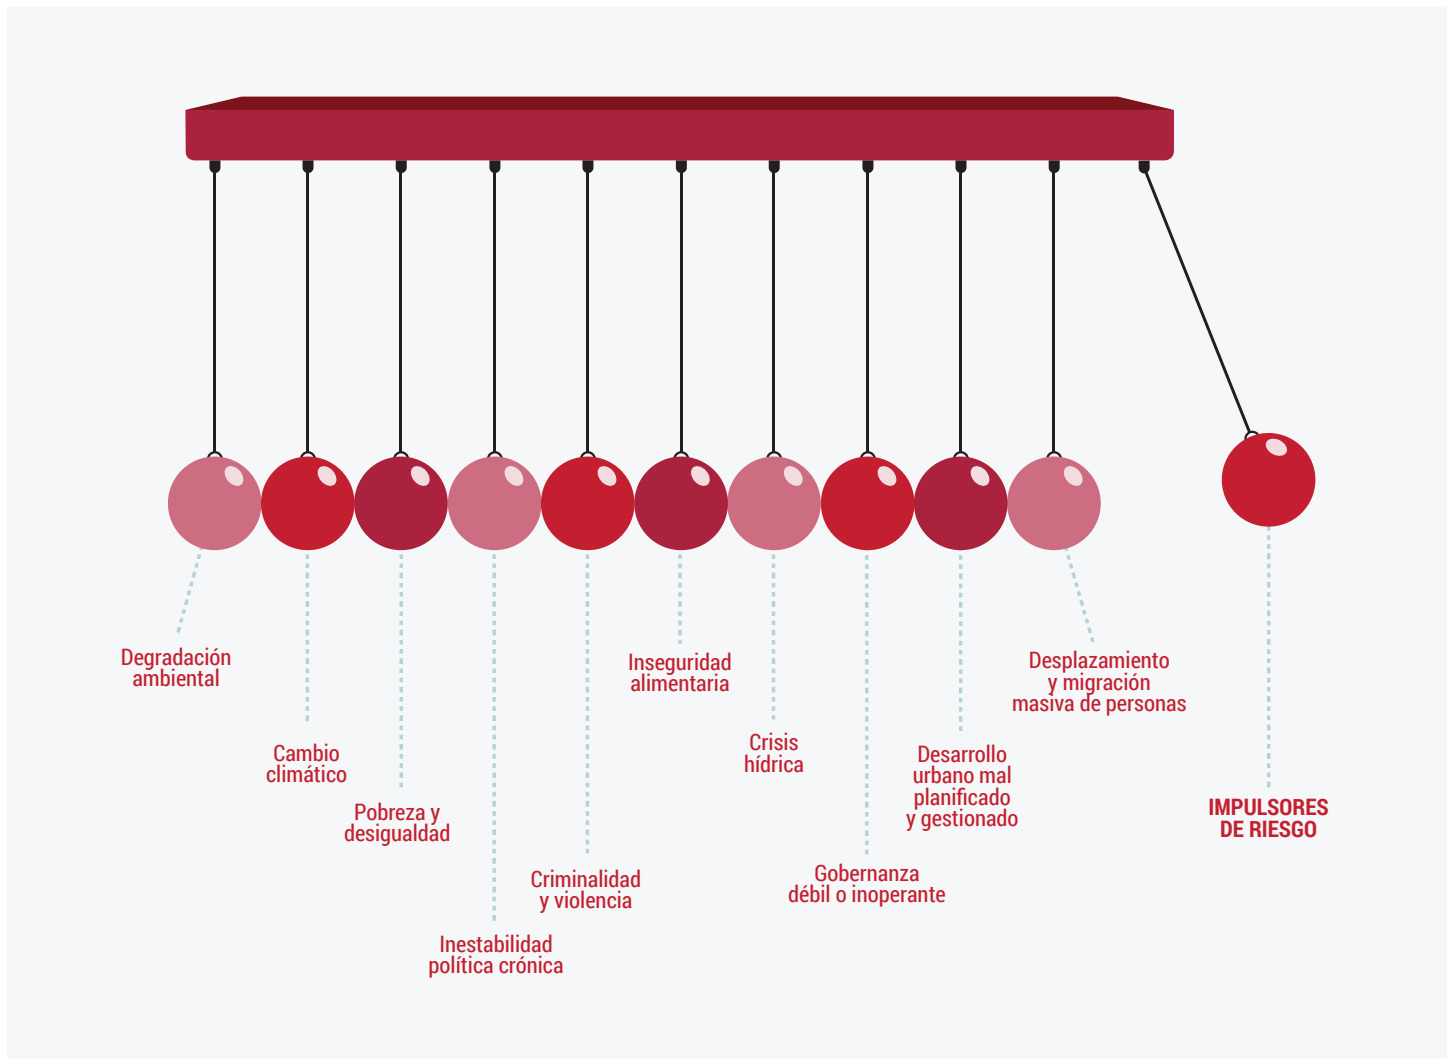 Degradación
ambiental
Cambio
climático
Pobreza y
desigualdad
Inestabilidad
política crónica
Criminalidad
y violencia
Inseguridad
alimentaria
Crisis
hídrica
Gobernanza
débil o inoperante
Desarrollo
urbano mal
planificado
y gestionado
Desplazamiento
y migración
masiva de personas
IMPULSORES
DE RIESGO